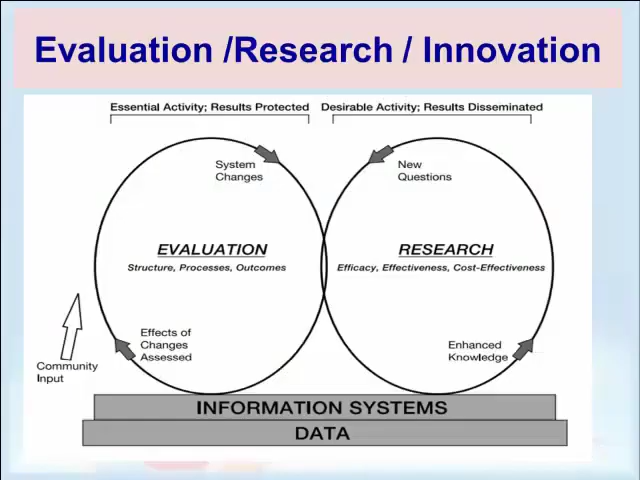 Evaluation /Research / Innovation
Essential Activity; Results Protected
Desirable Activity; Results Disseminated
System
Changes
New
Questions
EVALUATION
Structure, Processes, Outcomes
RESEARCH
Efficacy, Effectiveness, Cost-Effectiveness
Effects of
Changes
Assessed
Enhanced
Knowledge
Community
Input
INFORMATION SYSTEMS
DATA